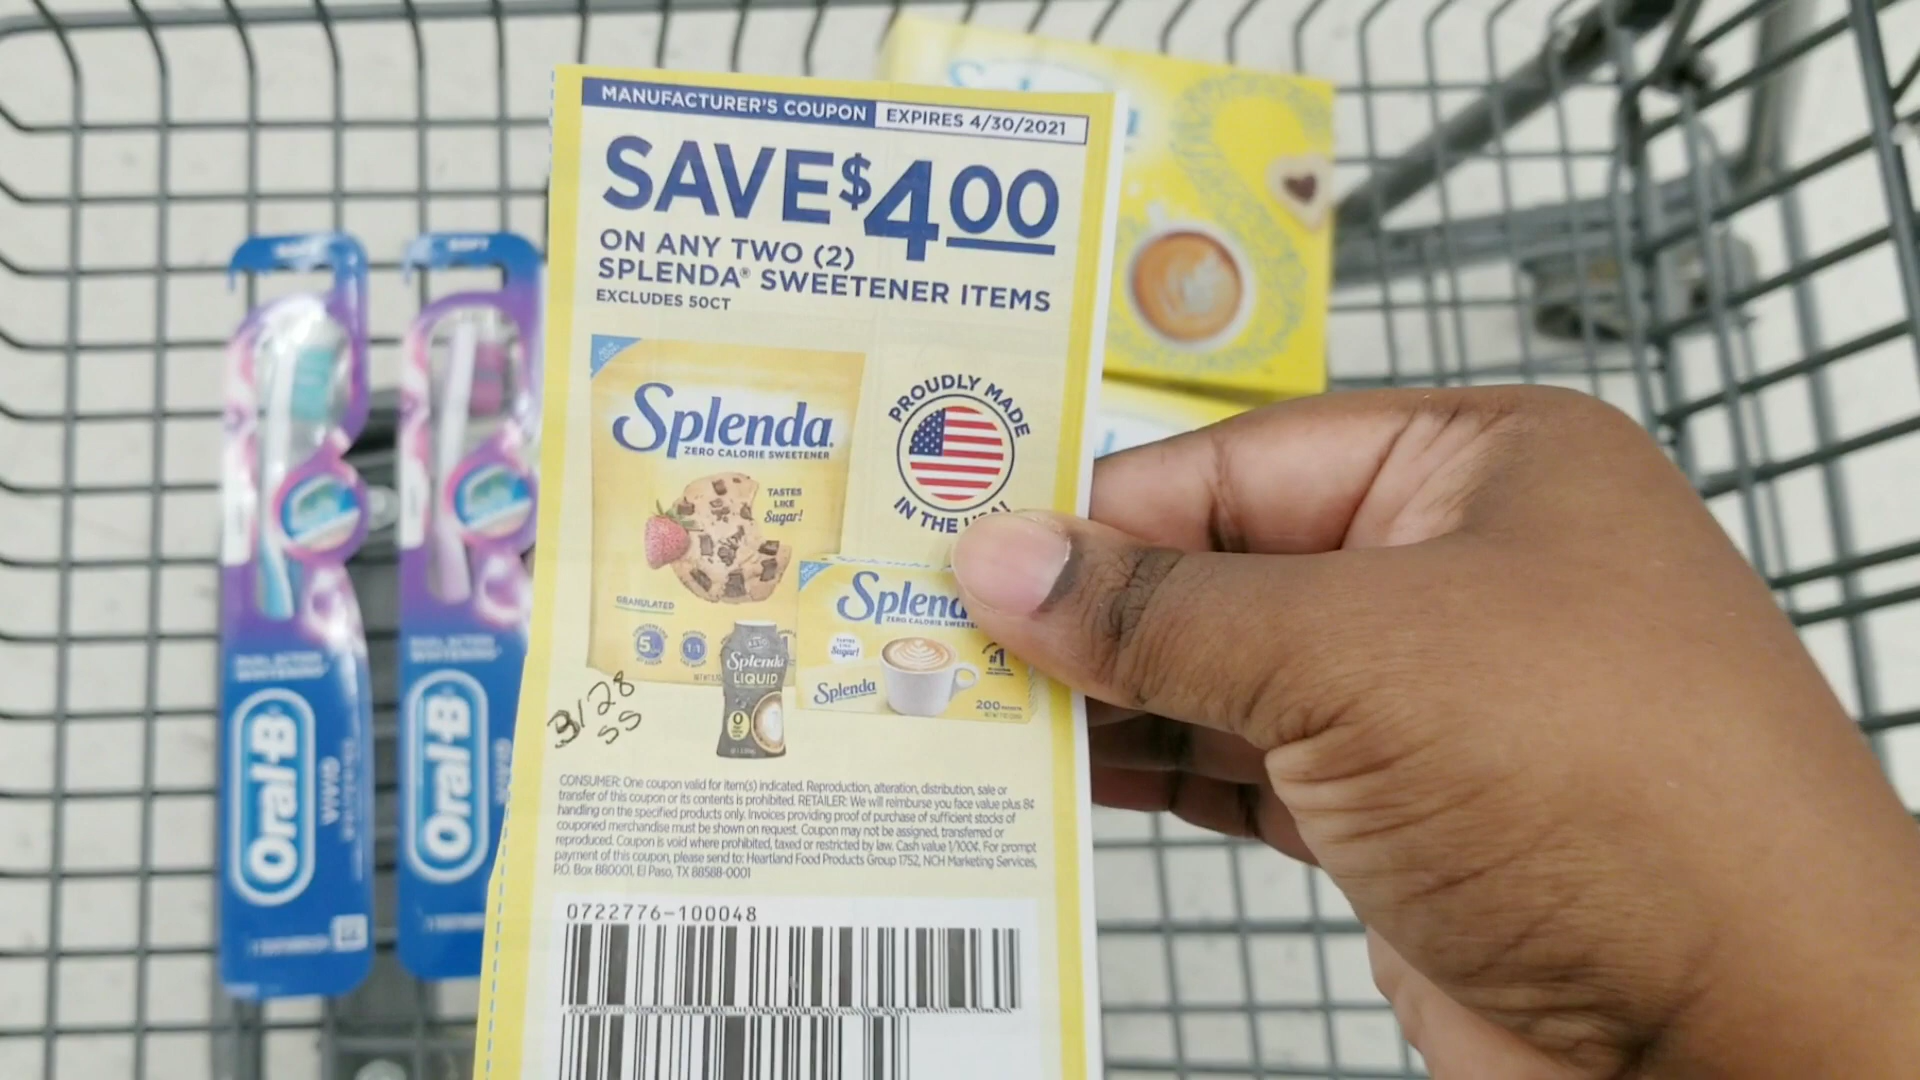 MANUFACTURER'S COUPON EXPIRES 4/30/2021
SAVE $4.00
ON ANY TWO (2)
SPLENDA® SWEETENER ITEMS
EXCLUDES 50CT
Splenda
ZERO CALORIE SWEETENER
TASTES
LIKE
Sugar!
GRANULATED
PROUDLY MADE
IN THE
Splenda
LIQUID
Splenda
200
3/28
SS
CONSUMER: One coupon valid for item(s) indicated. Reproduction, alteration, distribution, sale or
transfer of this coupon or its contents is prohibited. RETAILER: We will reimburse you face value plus 8¢
handling on the specified products only. Invoices providing proof of purchase of sufficient stocks of
couponed merchandise must be shown on request. Coupon may not be assigned, transferred or
reproduced. Coupon is void where prohibited, taxed or restricted by law. Cash value 1/100¢. For prompt
payment of this coupon, please send to: Heartland Food Products Group 1752, NCH Marketing Services,
P.O. Box 880001, El Paso, TX 88588-0001
0722776-100048
Oral-B
VIVID
Oral-B